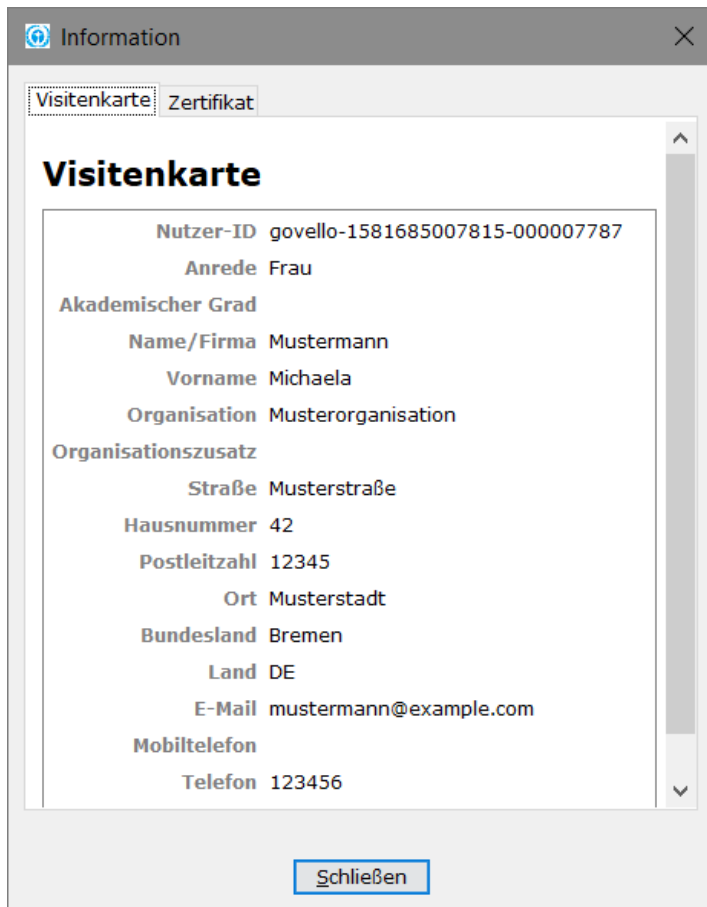 Information
Visitenkarte Zertifikat
Visitenkarte
Nutzer-ID govello-1581685007815-000007787
Anrede Frau
Akademischer Grad
Name/Firma Mustermann
Vorname Michaela
Organisation Musterorganisation
Organisationszusatz
Straße Musterstraße
Hausnummer 42
Postleitzahl 12345
Ort Musterstadt
Bundesland Bremen
Land DE
E-Mail mustermann@example.com
Mobiltelefon
Telefon 123456
Schließen